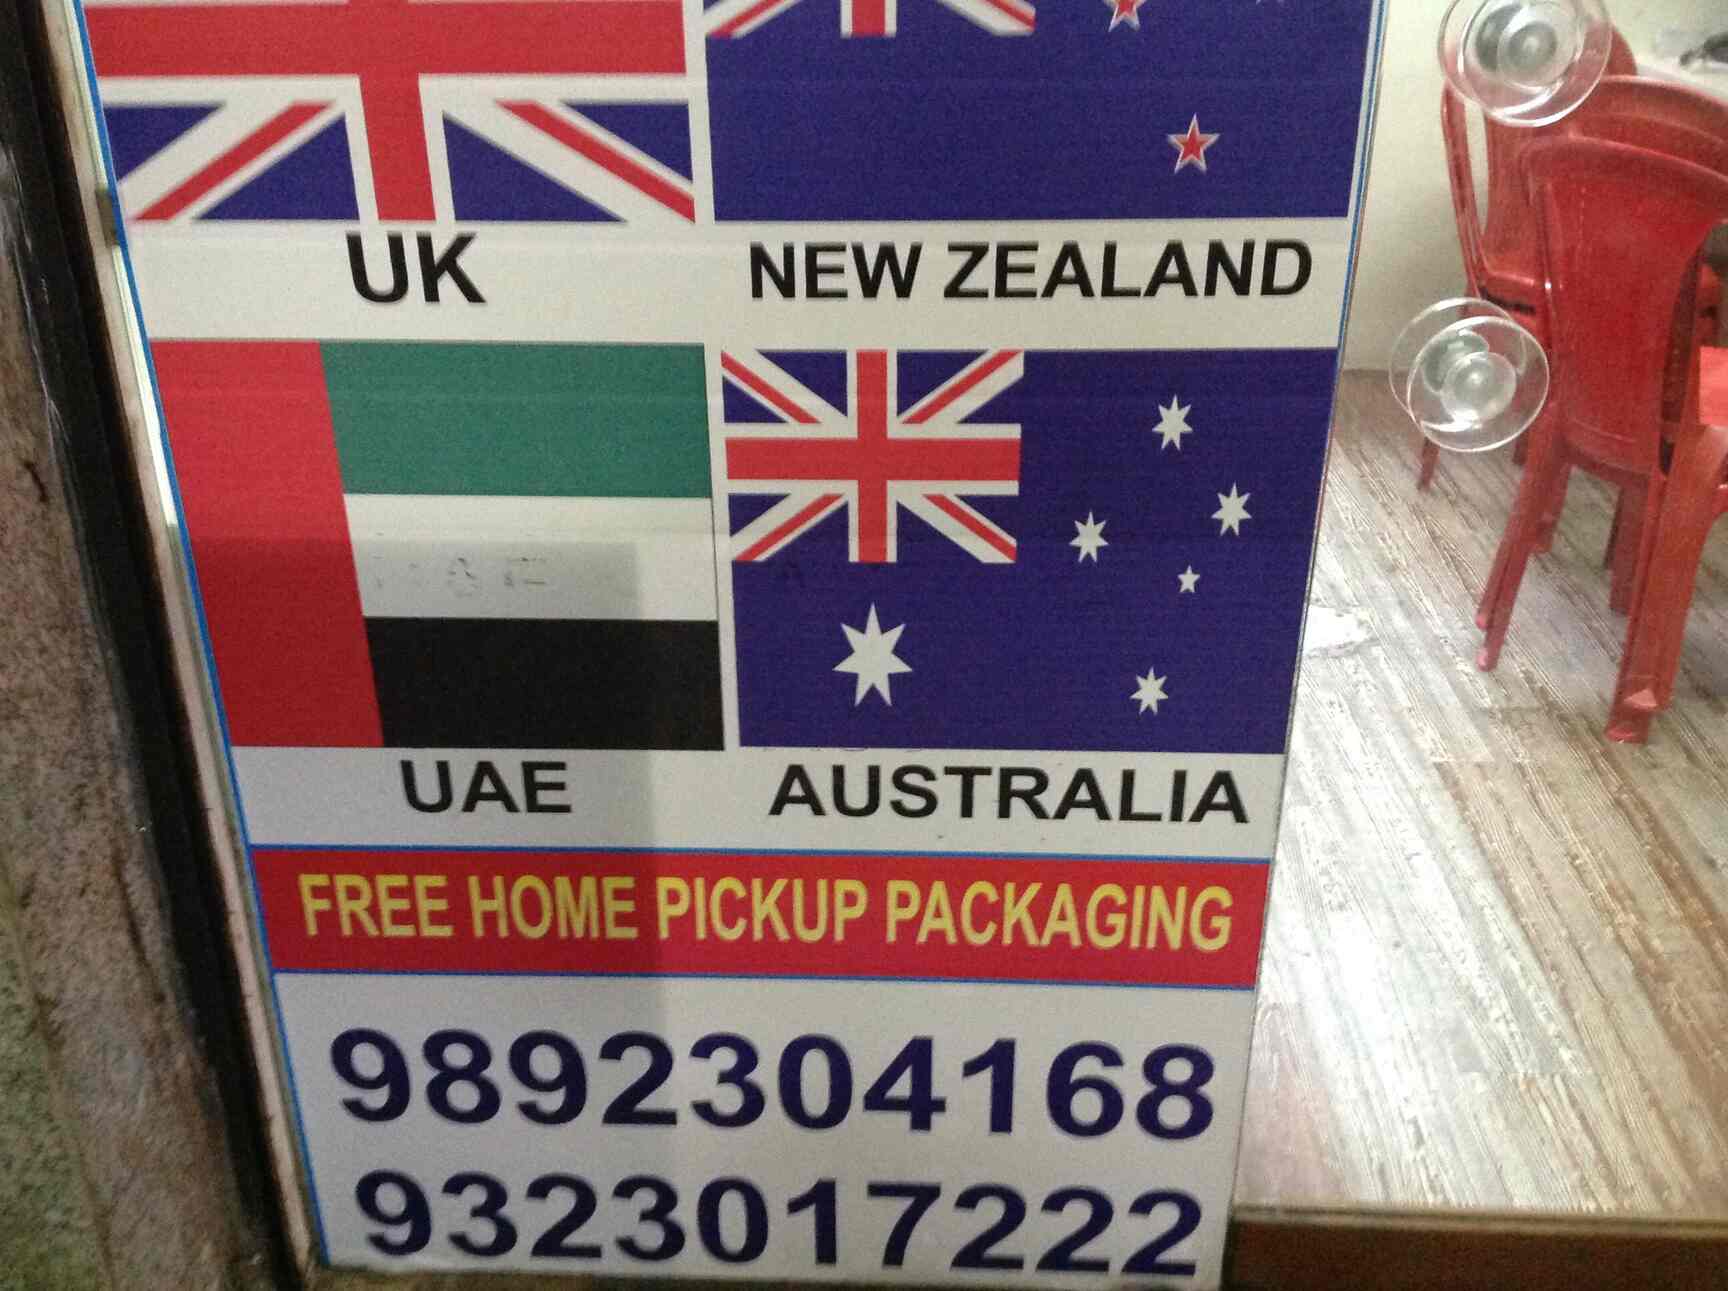 UK NEW ZEALAND
UAE AUSTRALIA
FREE HOME PICKUP PACKAGING
9892304168
9323017222